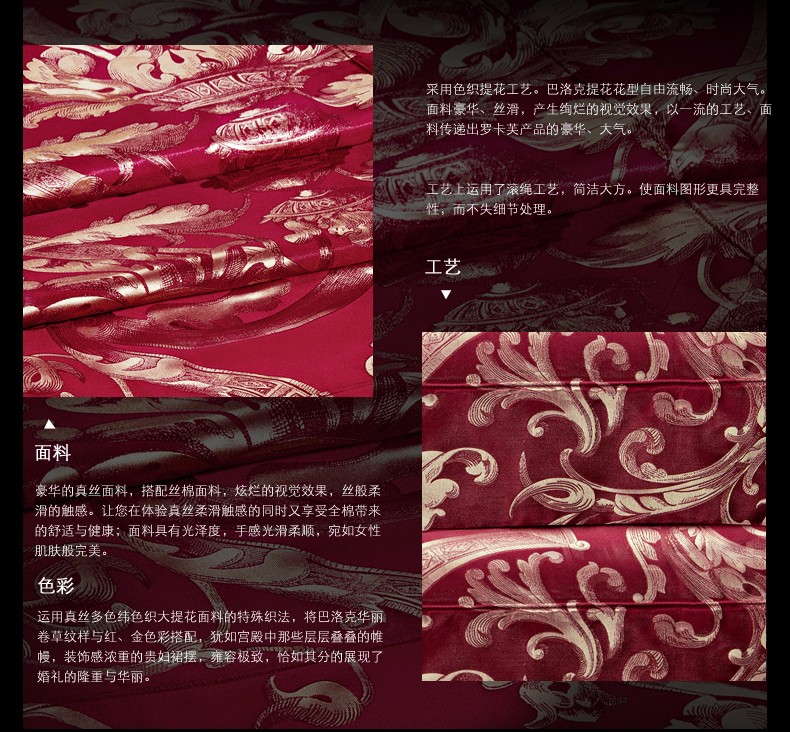 采用色织提花工艺。巴洛克提花花型自由流畅、时尚大气。
面料豪华、丝滑，产生绚烂的视觉效果，以一流的工艺、面
料传递出罗卡芙产品的豪华、大气。
工艺上运用了滚绳工艺，简洁大方。使面料图形更具完整
性，而不失细节处理。
工艺
面料
豪华的真丝面料，搭配丝棉面料，炫烂的视觉效果，丝般柔
滑的触感。让您在体验真丝柔滑触感的同时又享受全棉带来
的舒适与健康；面料具有光泽度，手感光滑柔顺，宛如女性
肌肤般完美。
色彩
运用真丝多色纬色织大提花面料的特殊织法，将巴洛克华丽
卷草纹样与红、金色彩搭配，犹如宫殿中那些层层叠叠的帷
幔，装饰感浓重的贵妇裙摆，雍容极致，恰如其分的展现了
婚礼的隆重与华丽。